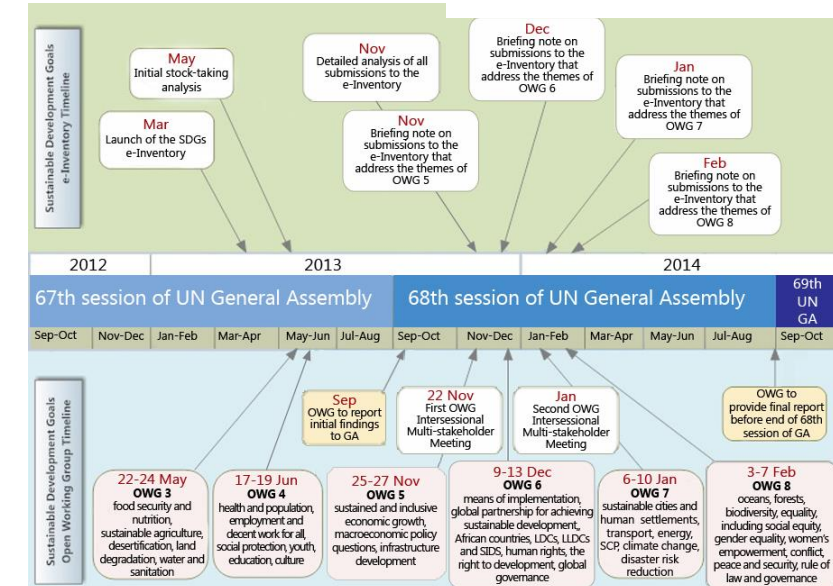 Sustainable Development Goals
e-Inventory Timeline
May
Initial stock-taking
analysis
Mar
Launch of the SDGs
e-Inventory
Nov
Detailed analysis of all
submissions to the
e-Inventory
Nov
Briefing note on
submissions to the
e-Inventory that
address the themes of
OWG 5
Dec
Briefing note on
submissions to the
e-Inventory that
address the themes of
OWG 6
Jan
Briefing note on
submissions to the
e-Inventory that
address the themes of
OWG 7
Feb
Briefing note on
submissions to the
e-Inventory that
address the themes of
OWG 8
2012
2013
2014
67th session of UN General Assembly
68th session of UN General Assembly
69th
UN
GA
Sep-Oct
Nov-Dec
Jan-Feb
Mar-Apr
May-Jun
Jul-Aug
Sep-Oct
Nov-Dec
Jan-Feb
Mar-Apr
May-Jun
Jul-Aug
Sep-Oct
Sustainable Development Goals
Open Working Group Timeline
Sep
OWG to report
initial findings
to GA
22 Nov
First OWG
Intersessional
Multi-stakeholder
Meeting
Jan
Second OWG
Intersessional
Multi-stakeholder
Meeting
OWG to
provide final report
before end of 68th
session of GA
22-24 May
OWG 3
food security and
nutrition,
sustainable agriculture,
desertification, land
degradation, water and
sanitation
17-19 Jun
OWG 4
health and population,
employment and
decent work for all,
social protection, youth,
education, culture
25-27 Nov
OWG 5
sustained and inclusive
economic growth,
macroeconomic policy
questions, infrastructure
development
9-13 Dec
OWG 6
means of implementation,
global partnership for achieving
sustainable development,
African countries, LDCs, LLDCs
and SIDS, human rights, the
right to development, global
governance
6-10 Jan
OWG 7
sustainable cities and
human settlements,
transport, energy,
SCP, climate change,
disaster risk
reduction
3-7 Feb
OWG 8
oceans, forests,
biodiversity, equality,
including social equity,
gender equality, women's
empowerment, conflict,
peace and security, rule of
law and governance